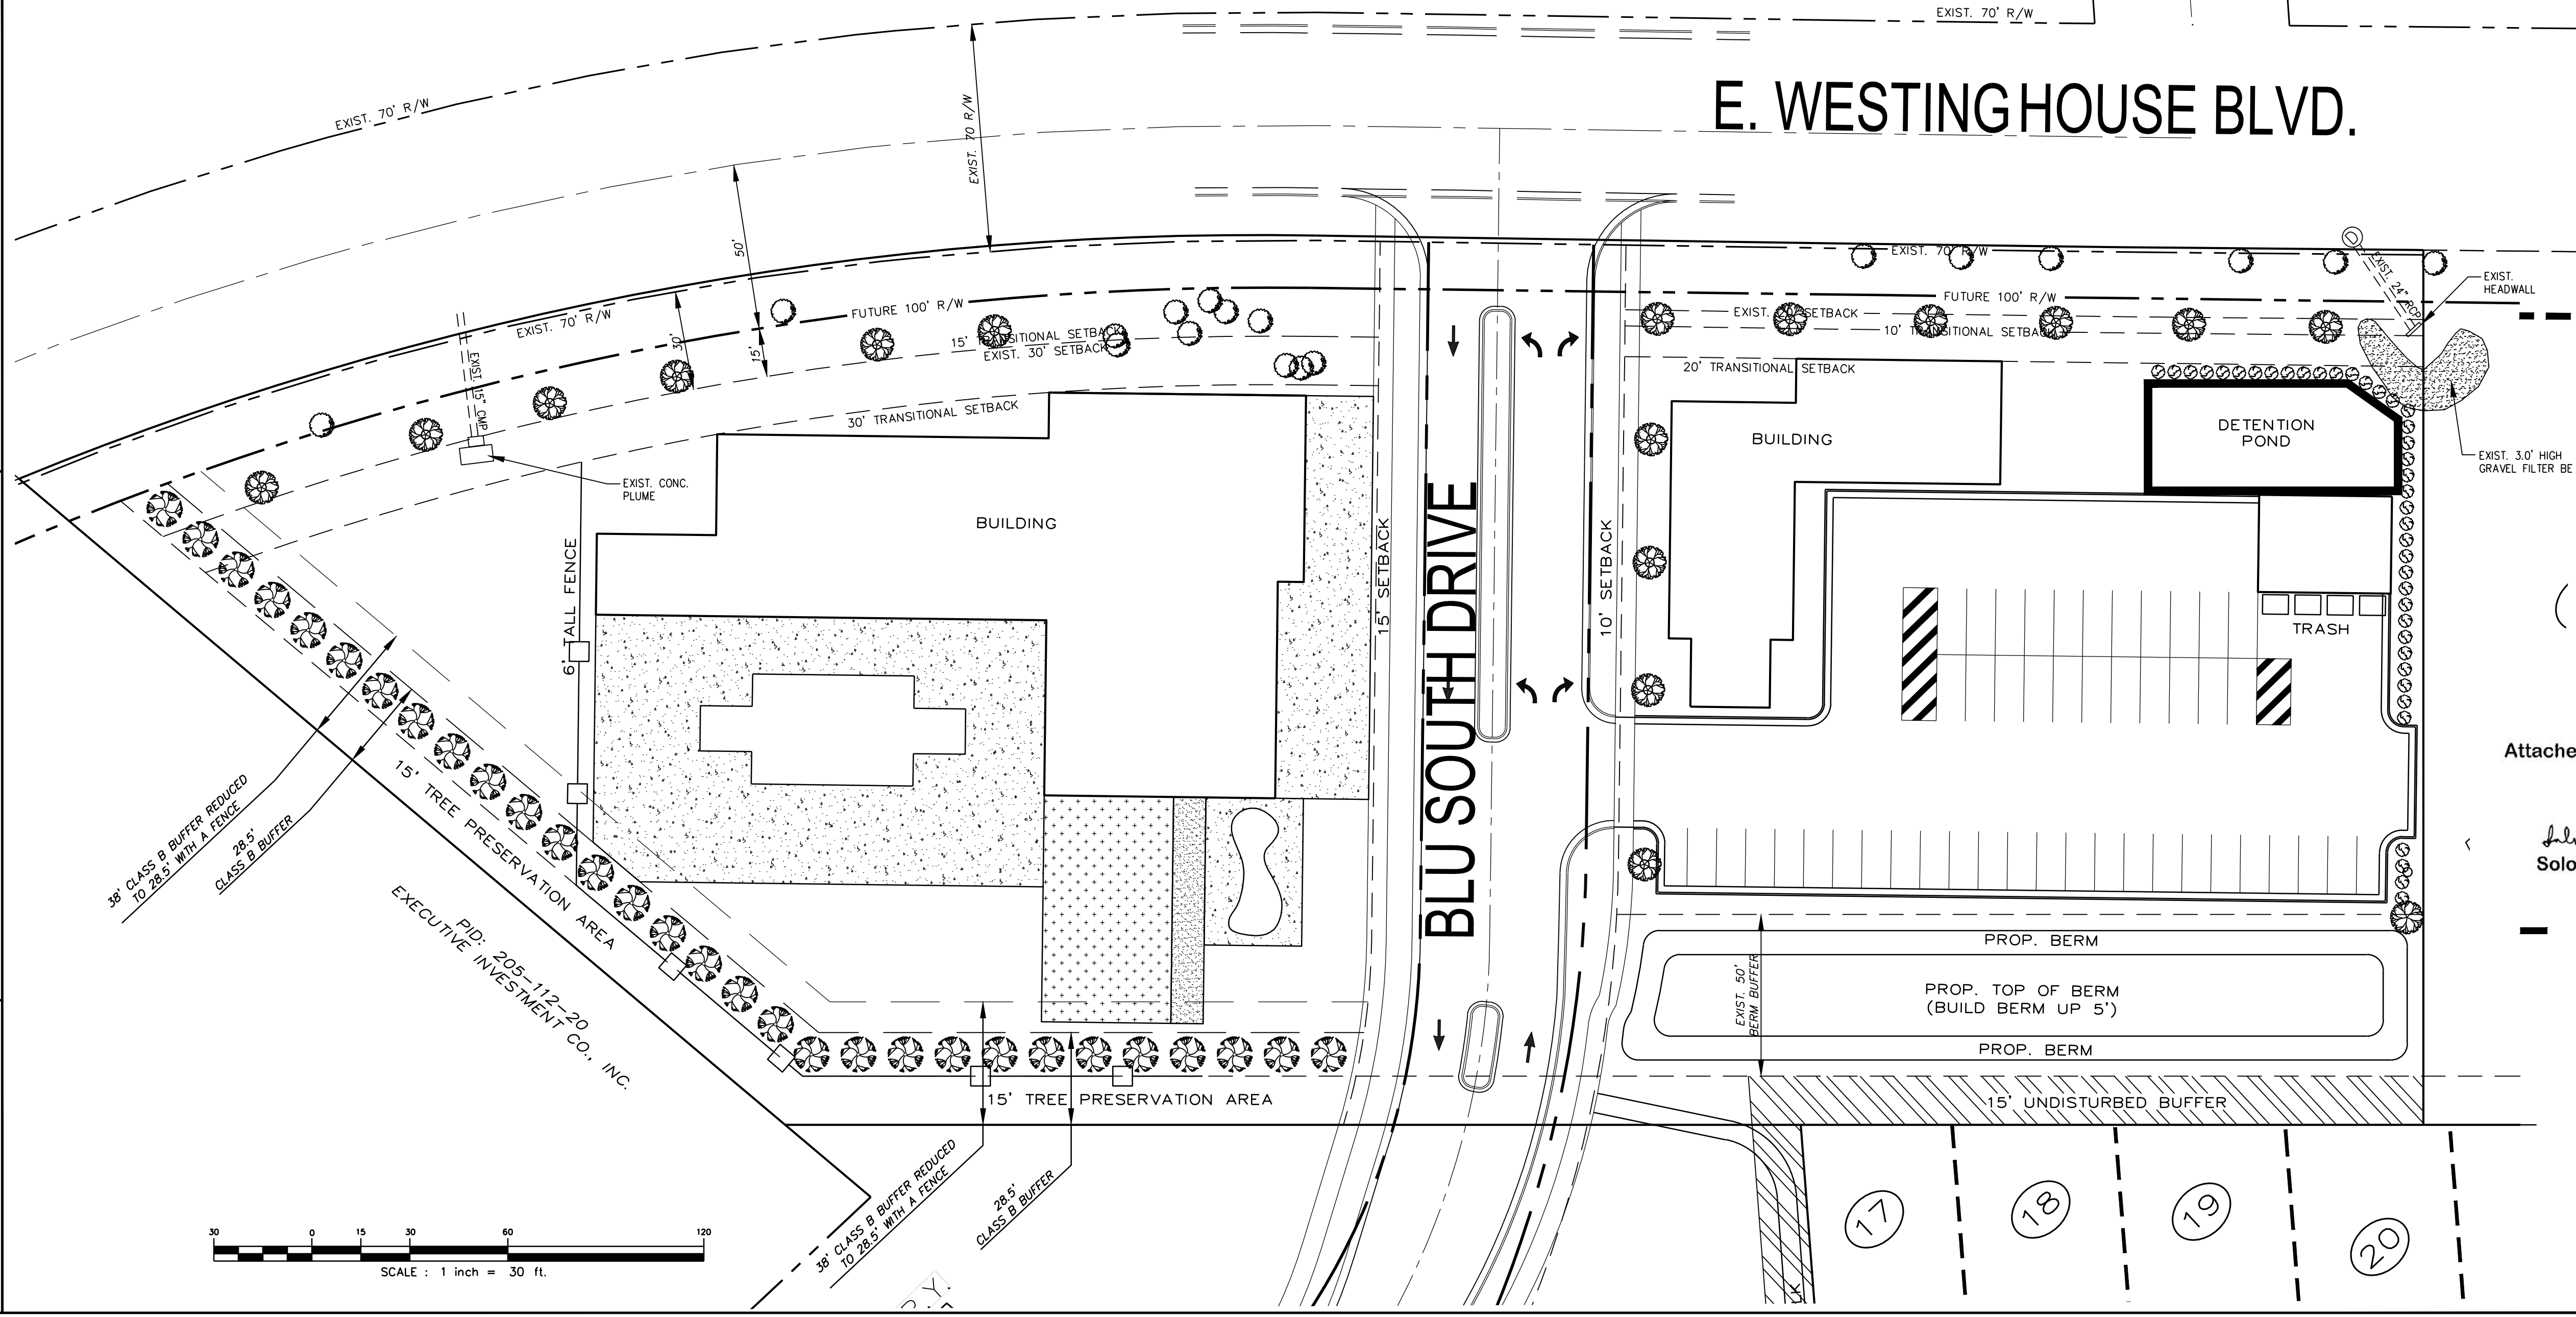 EXIST. 70' R/W
E. WESTINGHOUSE BLVD.
EXIST. 70' R/W
EXIST. 70 R/W
50'
EXIST. 70' R/W
EXIST. 70' R/W
FUTURE 100' R/W
FUTURE 100' R/W
30'
15'
15' TRANSITIONAL SETBACK
EXIST. 30' SETBACK
30' TRANSITIONAL SETBACK
SETBACK
10' TRANSITIONAL SETBACK
20' TRANSITIONAL SETBACK
D
EXIST. 24" RCP
EXIST.
HEADWALL
EXIST. 15" CMP
EXIST. CONC.
PLUME
BUILDING
BUILDING
DETENTION
POND
EXIST. 3.0' HIGH
GRAVEL FILTER BE
6' TALL FENCE
15' SETBACK
BLU SOUTH DRIVE
10' SETBACK
TRASH
Attache
Solo
38' CLASS B BUFFER REDUCED
TO 28.5' WITH A FENCE
28.5'
CLASS B BUFFER
15' TREE PRESERVATION AREA
PID: 205-112-20
EXECUTIVE INVESTMENT CO., INC.
EXIST. 50'
BERM BUFFER
PROP. BERM
PROP. TOP OF BERM
(BUILD BERM UP 5')
PROP. BERM
15' TREE PRESERVATION AREA
15' UNDISTURBED BUFFER
38' CLASS B BUFFER REDUCED
TO 28.5' WITH A FENCE
28.5'
CLASS B BUFFER
17
18
19
20
30 0 15 30 60 120
SCALE : 1 inch = 30 ft.